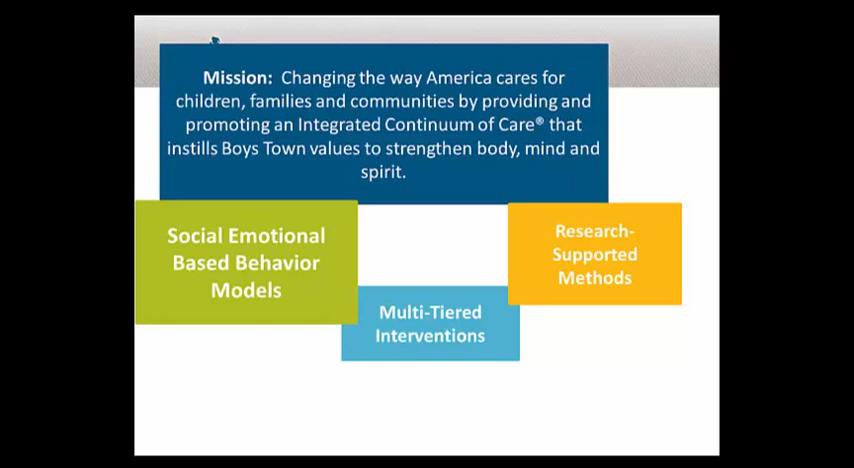 Mission: Changing the way America cares for
children, families and communities by providing and
promoting an Integrated Continuum of Care® that
instills Boys Town values to strengthen body, mind and
spirit.
Social Emotional
Based Behavior
Models
Research-
Supported
Methods
Multi-Tiered
Interventions